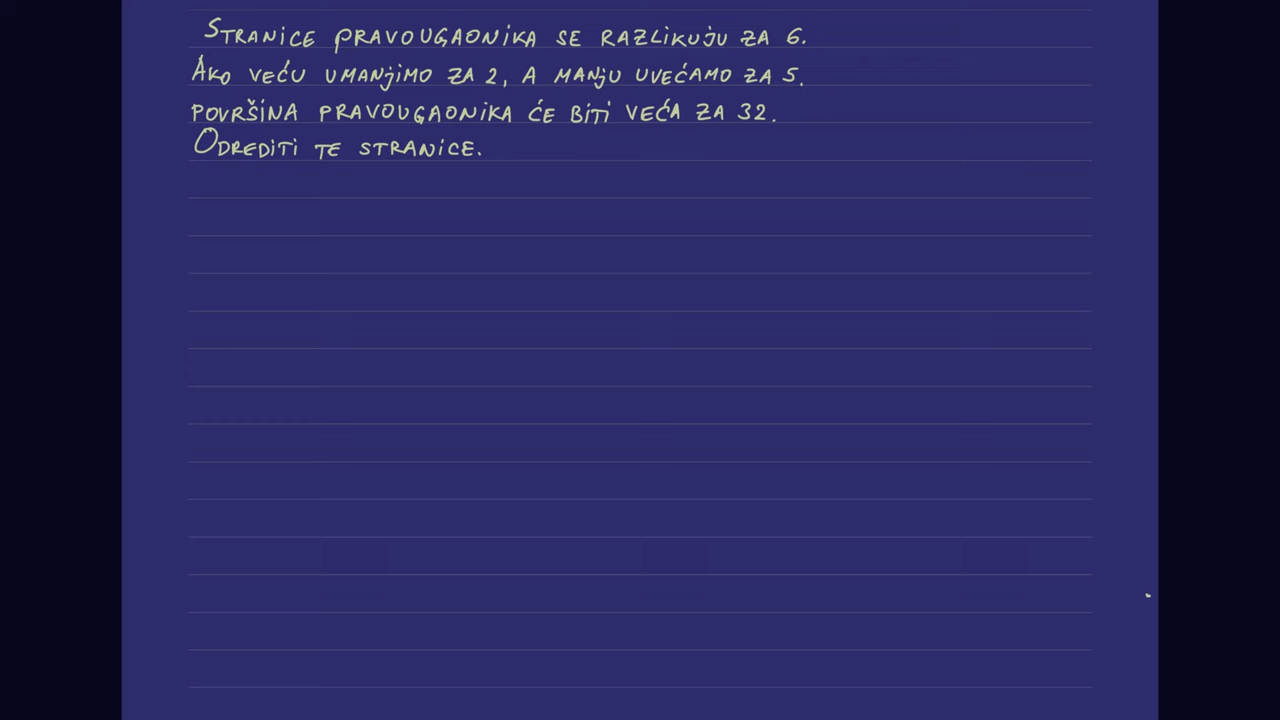 Stranice pravougaonika se razlikuju za 6.
Ako veću umanjimo za 2, a manju uvećamo za 5.
površina pravougaonika će biti veća za 32.
Odrediti te stranice.